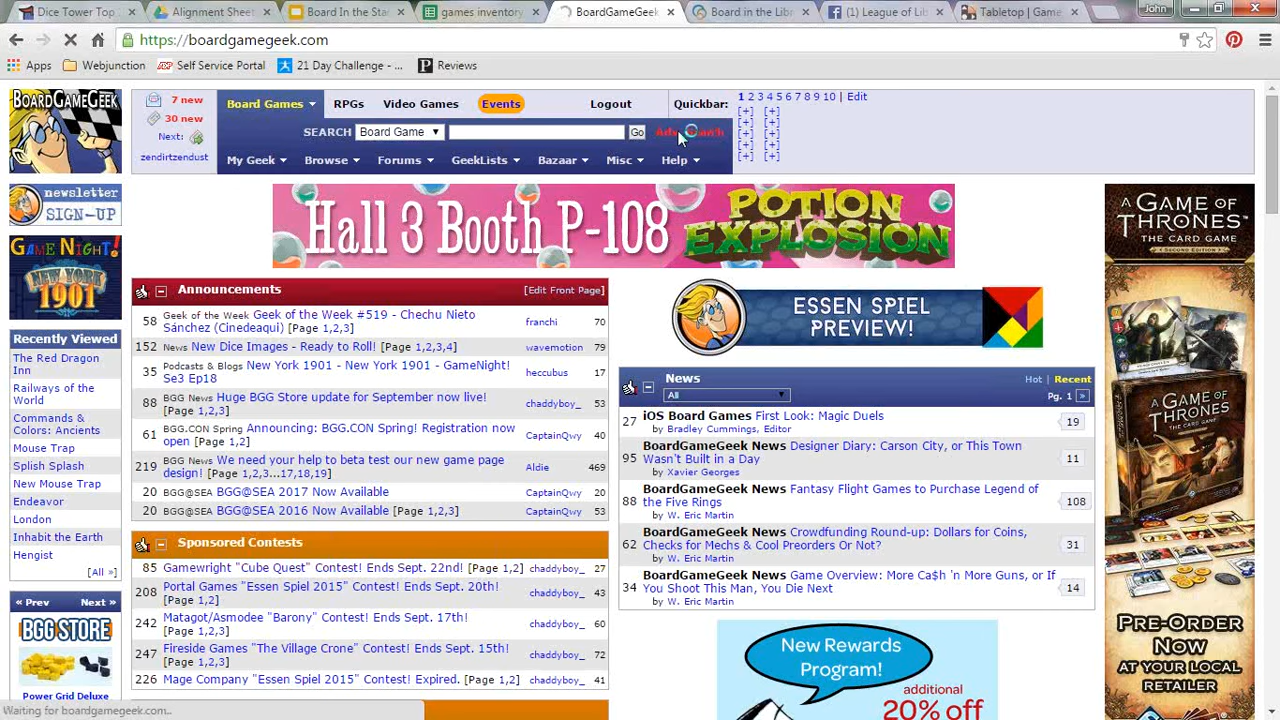 Dice Tower Top
Alignment Sheet
Board In the Sta
games inventory
BoardGameGeek
Board in the Libr
(1) League of Li
Tabletop | Game
John
https://boardgamegeek.com
Apps
Webjunction
Self Service Portal
21 Day Challenge - ...
Reviews
BOARDGAMEGEEK
7 new
30 new
Next:
zendirtzendust
Board Games RPGs Video Games Events Logout Quickbar: 1 2 3 4 5 6 7 8 9 10 | Edit
[+] [+]
[+] [+]
[+] [+]
[+] [+]
[+] [+]
SEARCH Board Game Go
My Geek Browse Forums GeekLists Bazaar Misc Help
newsletter
SIGN-UP
GAME NIGHT!
NEW YORK
1901
Hall 3 Booth P-108 POTION
EXPLOSION
Recently Viewed
The Red Dragon
Inn
Railways of the
World
Commands &
Colors: Ancients
Mouse Trap
Splish Splash
New Mouse Trap
Endeavor
London
Inhabit the Earth
Hengist
[All »]
« Prev Next »
BGG STORE
Power Grid Deluxe
Announcements [Edit Front Page]
58 Geek of the Week Geek of the Week #519 - Chechu Nieto
Sánchez (Cinedeaqui) [Page 1,2,3] franchi 70
152 News New Dice Images - Ready to Roll! [Page 1,2,3,4] wavemotion 79
35 Podcasts & Blogs New York 1901 - New York 1901 - GameNight!
Se3 Ep18 heccubus 17
88 BGG News Huge BGG Store update for September now live!
[Page 1,2,3] chaddyboy_ 53
61 BGG.CON Spring Announcing: BGG.CON Spring! Registration now
open [Page 1,2] CaptainQwy 40
219 BGG News We need your help to beta test our new game page
design! [Page 1,2,3...17,18,19] Aldie 469
20 BGG@SEA BGG@SEA 2017 Now Available CaptainQwy 20
20 BGG@SEA BGG@SEA 2016 Now Available [Page 1,2,3] CaptainQwy 53
Sponsored Contests
85 Gamewright "Cube Quest" Contest! Ends Sept. 22nd! [Page 1,2] chaddyboy_ 27
208 Portal Games "Essen Spiel 2015" Contest! Ends Sept. 20th!
[Page 1,2] chaddyboy_ 43
242 Matagot/Asmodee "Barony" Contest! Ends Sept. 17th!
[Page 1,2,3] chaddyboy_ 60
277 Fireside Games "The Village Crone" Contest! Ends Sept. 15th!
[Page 1,2,3] chaddyboy_ 72
226 Mage Company "Essen Spiel 2015" Contest! Expired. [Page 1,2] chaddyboy_ 41
ESSEN SPIEL
PREVIEW!
News Hot | Recent
All Pg. 1 »
27 iOS Board Games First Look: Magic Duels
by Bradley Cummings, Editor 19
95 BoardGameGeek News Designer Diary: Carson City, or This Town
Wasn't Built in a Day
by Xavier Georges 11
88 BoardGameGeek News Fantasy Flight Games to Purchase Legend of
the Five Rings
by W. Eric Martin 108
62 BoardGameGeek News Crowdfunding Round-up: Dollars for Coins,
Checks for Mechs & Cool Preorders Or Not?
by W. Eric Martin 31
34 BoardGameGeek News Game Overview: More Ca$h 'n More Guns, or If
You Shoot This Man, You Die Next
by W. Eric Martin 14
New Rewards
Program!
additional
20% off
A GAME OF
THRONES
THE CARD GAME
SECOND EDITION
A GAME OF
THRONES
PRE-ORDER
NOW
AT YOUR LOCAL
RETAILER
Waiting for boardgamegeek.com...